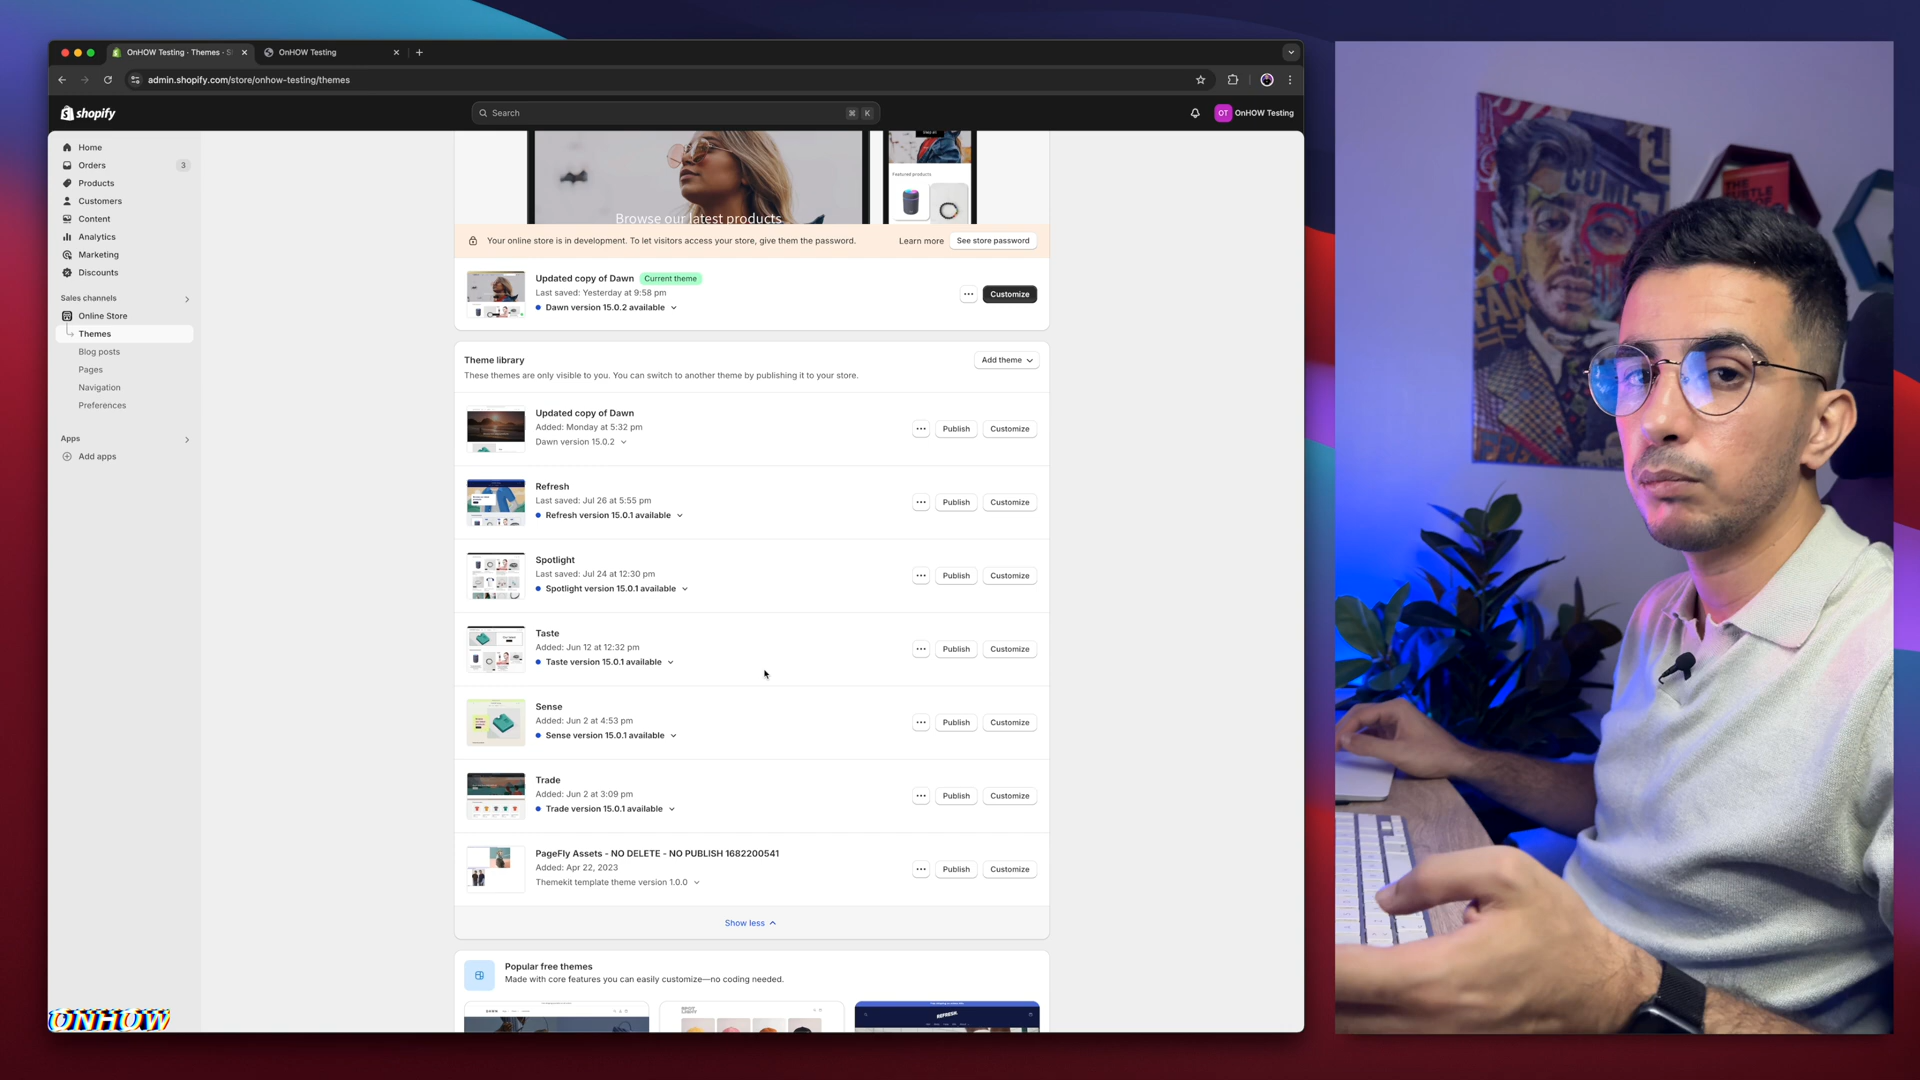 OnHOW Testing · Themes · S
OnHOW Testing
admin.shopify.com/store/onhow-testing/themes
shopify
Search
⌘ K
OT OnHOW Testing
Home
Orders 3
Products
Customers
Content
Analytics
Marketing
Discounts
Sales channels
Online Store
Themes
Blog posts
Pages
Navigation
Preferences
Apps
Add apps
Browse our latest products
Featured products
Your online store is in development. To let visitors access your store, give them the password.
Learn more
See store password
Updated copy of Dawn Current theme
Last saved: Yesterday at 9:58 pm
Dawn version 15.0.2 available
Customize
Theme library
Add theme
These themes are only visible to you. You can switch to another theme by publishing it to your store.
Updated copy of Dawn
Added: Monday at 5:32 pm
Dawn version 15.0.2
Publish Customize
Refresh
Last saved: Jul 26 at 5:55 pm
Refresh version 15.0.1 available
Publish Customize
Spotlight
Last saved: Jul 24 at 12:30 pm
Spotlight version 15.0.1 available
Publish Customize
Taste
Added: Jun 12 at 12:32 pm
Taste version 15.0.1 available
Publish Customize
Sense
Added: Jun 2 at 4:53 pm
Sense version 15.0.1 available
Publish Customize
Trade
Added: Jun 2 at 3:09 pm
Trade version 15.0.1 available
Publish Customize
PageFly Assets - NO DELETE - NO PUBLISH 1682200541
Added: Apr 22, 2023
Themekit template theme version 1.0.0
Publish Customize
Show less
Popular free themes
Made with core features you can easily customize—no coding needed.
DAWN
REFRESH
ONHOW
THE
SUBTLE
FAN